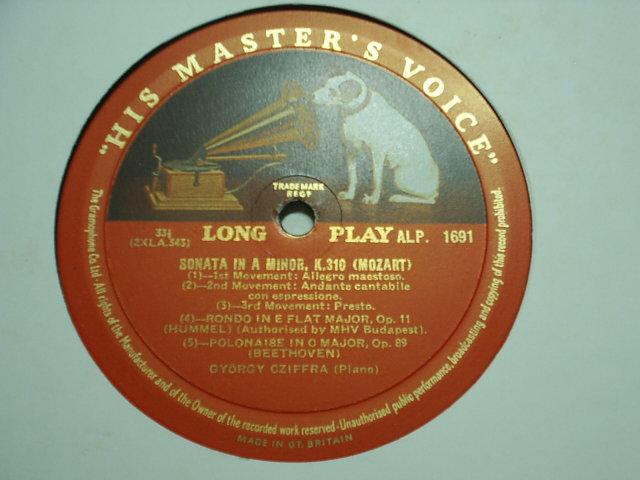 "HIS MASTER'S VOICE"
TRADE MARK
REGD
33⅓
(2XLA.343)
LONG PLAY ALP. 1691
SONATA IN A MINOR, K.310 (MOZART)
(1)—1st Movement: Allegro maestoso.
(2)—2nd Movement: Andante cantabile
con espressione.
(3)—3rd Movement: Presto.
(4)—RONDO IN E FLAT MAJOR, Op. 11
(HUMMEL) (Authorised by MHV Budapest).
(5)—POLONAISE IN C MAJOR, Op. 89
(BEETHOVEN)
GYÖRGY CZIFFRA (Piano)
The Gramophone Co. Ltd. · All rights of the Manufacturer and of the Owner of the recorded work reserved · Unauthorised public performance, broadcasting and copying of this record prohibited.
MADE IN GT. BRITAIN